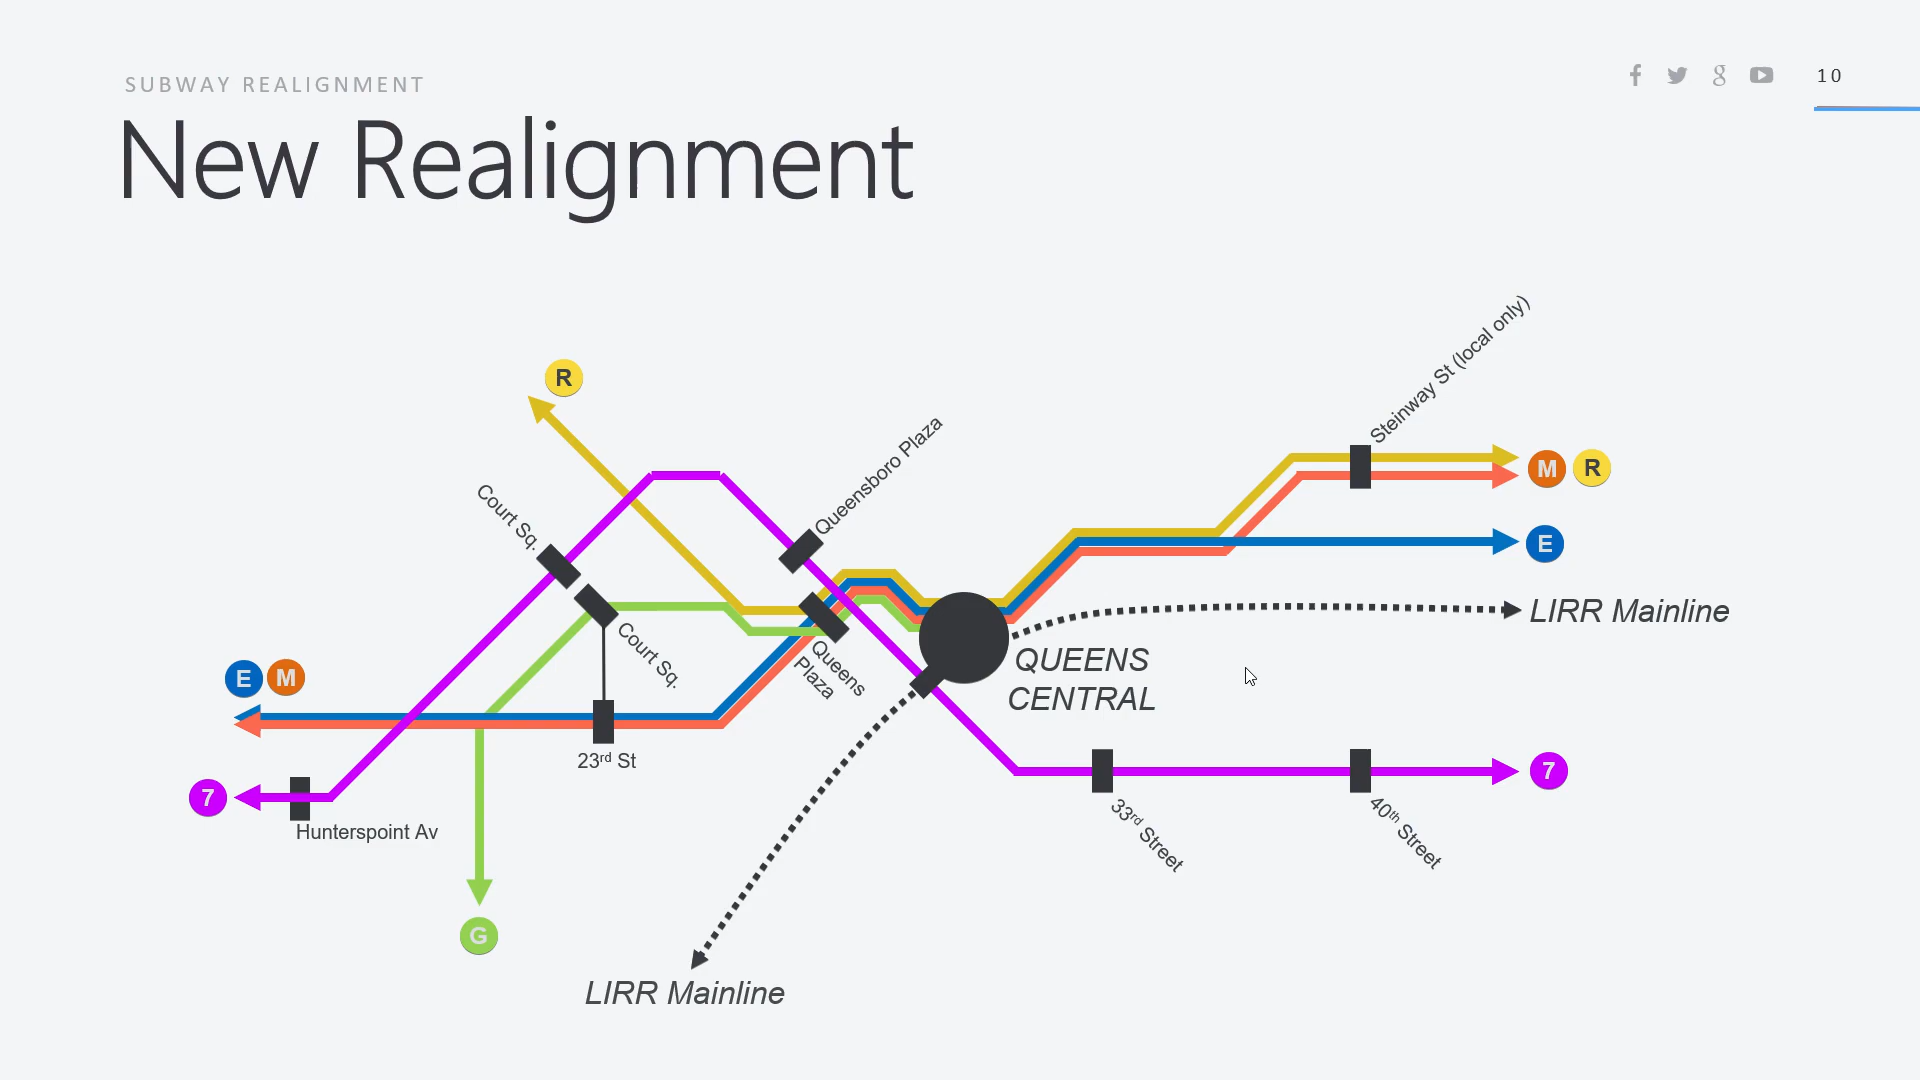 SUBWAY REALIGNMENT
10
New Realignment
R
Steinway St (local only)
Queensboro Plaza
M R
Court Sq.
E
LIRR Mainline
Court Sq.
Queens
Plaza
QUEENS
CENTRAL
E M
23rd St
7
7
Hunterspoint Av
33rd Street
40th Street
G
LIRR Mainline